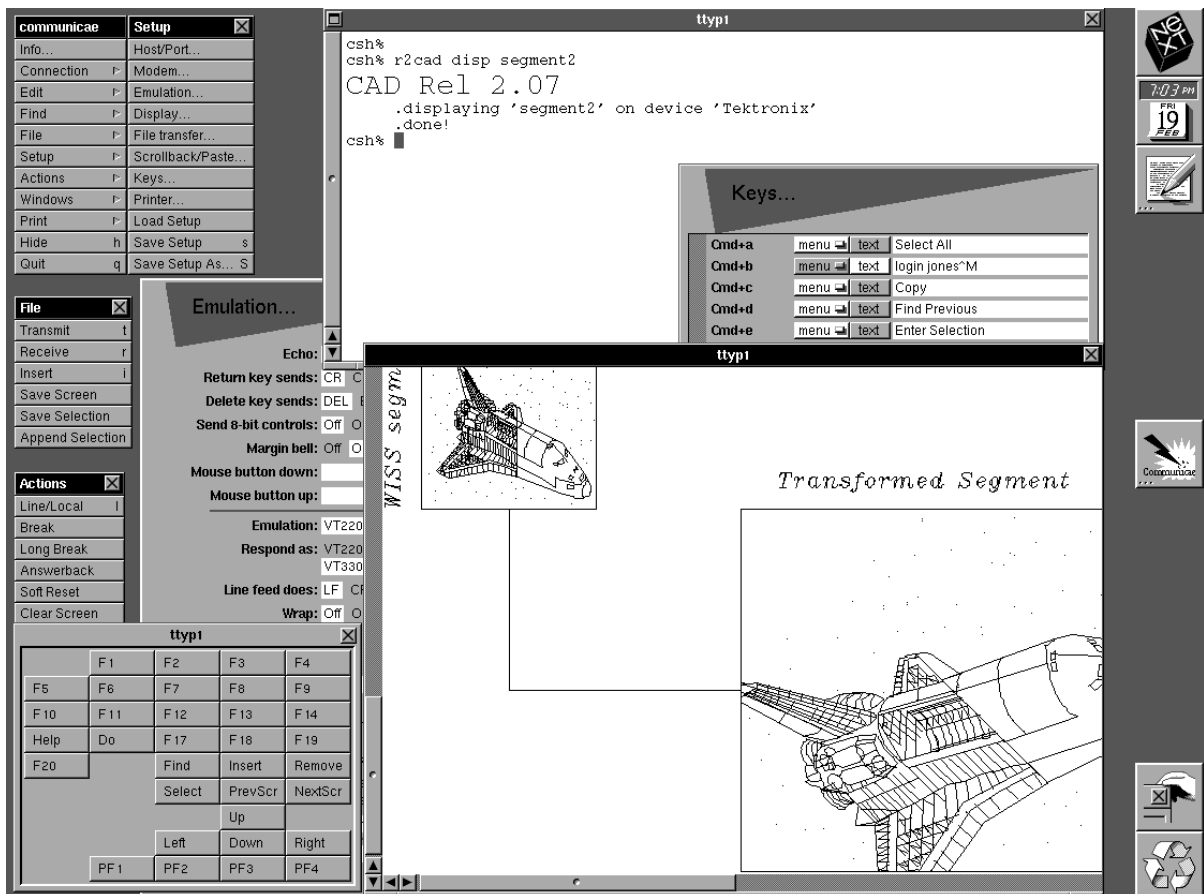 communicae
Info...
Connection
Edit
Find
File
Setup
Actions
Windows
Print
Hide h
Quit q
Setup
Host/Port...
Modem...
Emulation...
Display...
File transfer...
Scrollback/Paste...
Keys...
Printer...
Load Setup
Save Setup s
Save Setup As... S
ttyp1
csh%
csh% r2cad disp segment2
CAD Rel 2.07
.displaying 'segment2' on device 'Tektronix'
.done!
csh%
Keys...
Cmd+a menu text Select All
Cmd+b menu text login jones^M
Cmd+c menu text Copy
Cmd+d menu text Find Previous
Cmd+e menu text Enter Selection
NeXT
7:03 PM
FRI
19
FEB
Communicae
File
Transmit t
Receive r
Insert i
Save Screen
Save Selection
Append Selection
Emulation...
Echo:
Return key sends: CR C
Delete key sends: DEL
Send 8-bit controls: Off O
Margin bell: Off O
Mouse button down:
Mouse button up:
Emulation: VT220
Respond as: VT220
VT330
Line feed does: LF CR
Wrap: Off O
Actions
Line/Local l
Break
Long Break
Answerback
Soft Reset
Clear Screen
ttyp1
WISS segm
Transformed Segment
ttyp1
F1 F2 F3 F4
F5 F6 F7 F8 F9
F10 F11 F12 F13 F14
Help Do F17 F18 F19
F20 Find Insert Remove
Select PrevScr NextScr
Up
Left Down Right
PF1 PF2 PF3 PF4